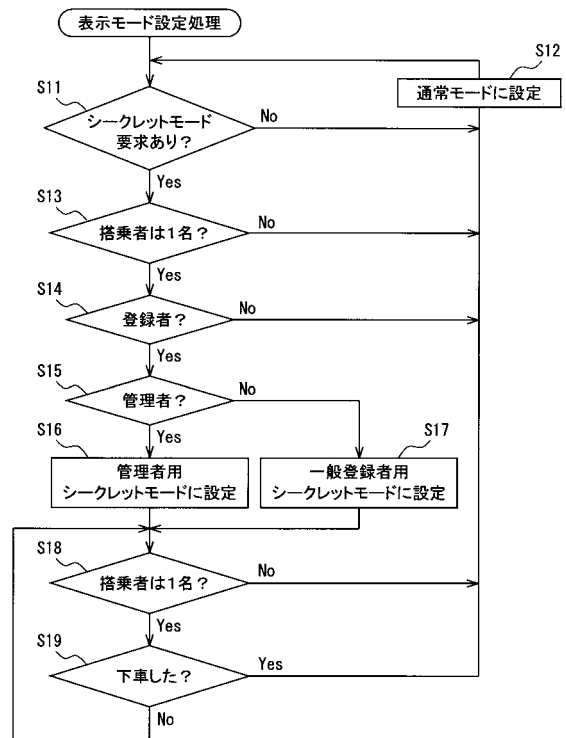 表示モード設定処理
S12
通常モードに設定
S11
シークレットモード
要求あり？
No
Yes
S13
搭乗者は1名？
No
Yes
S14
登録者？
No
Yes
S15
管理者？
No
Yes
S16
管理者用
シークレットモードに設定
S17
一般登録者用
シークレットモードに設定
S18
搭乗者は1名？
No
Yes
S19
下車した？
Yes
No